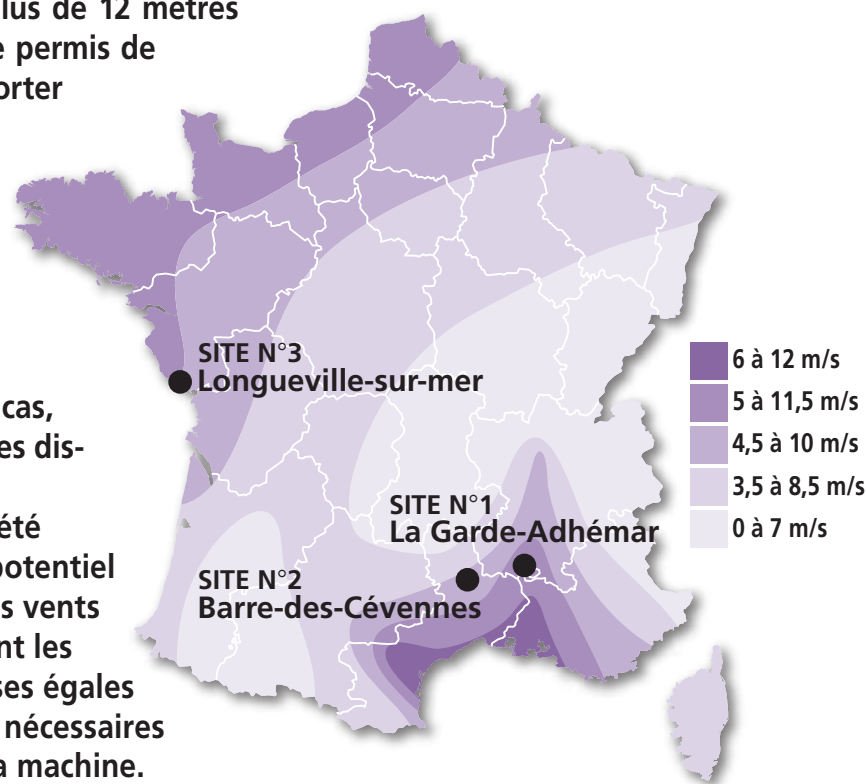 lus de 12 mètres
e permis de
orter
SITE N°3
Longueville-sur-mer
cas,
es dis-
été
potentiel
s vents
nt les
ses égales
nécessaires
a machine.
SITE N°1
La Garde-Adhémar
SITE N°2
Barre-des-Cévennes
6 à 12 m/s
5 à 11,5 m/s
4,5 à 10 m/s
3,5 à 8,5 m/s
0 à 7 m/s